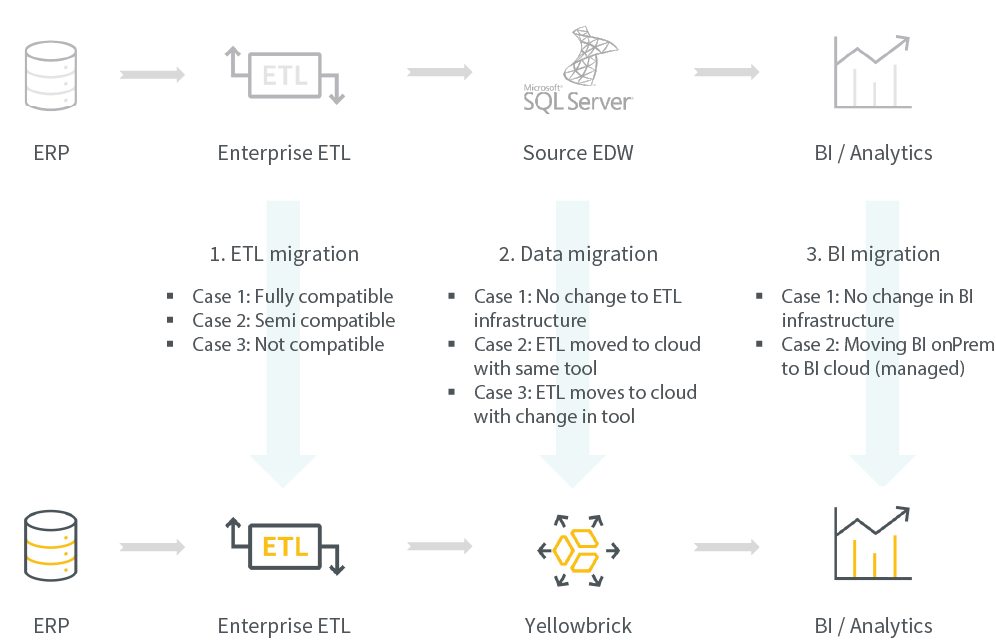 ETL
Microsoft®
SQL Server®
ERP
Enterprise ETL
Source EDW
BI / Analytics
1. ETL migration
▪ Case 1: Fully compatible
▪ Case 2: Semi compatible
▪ Case 3: Not compatible
2. Data migration
▪ Case 1: No change to ETL
infrastructure
▪ Case 2: ETL moved to cloud
with same tool
▪ Case 3: ETL moves to cloud
with change in tool
3. BI migration
▪ Case 1: No change in BI
infrastructure
▪ Case 2: Moving BI onPrem
to BI cloud (managed)
ETL
ERP
Enterprise ETL
Yellowbrick
BI / Analytics